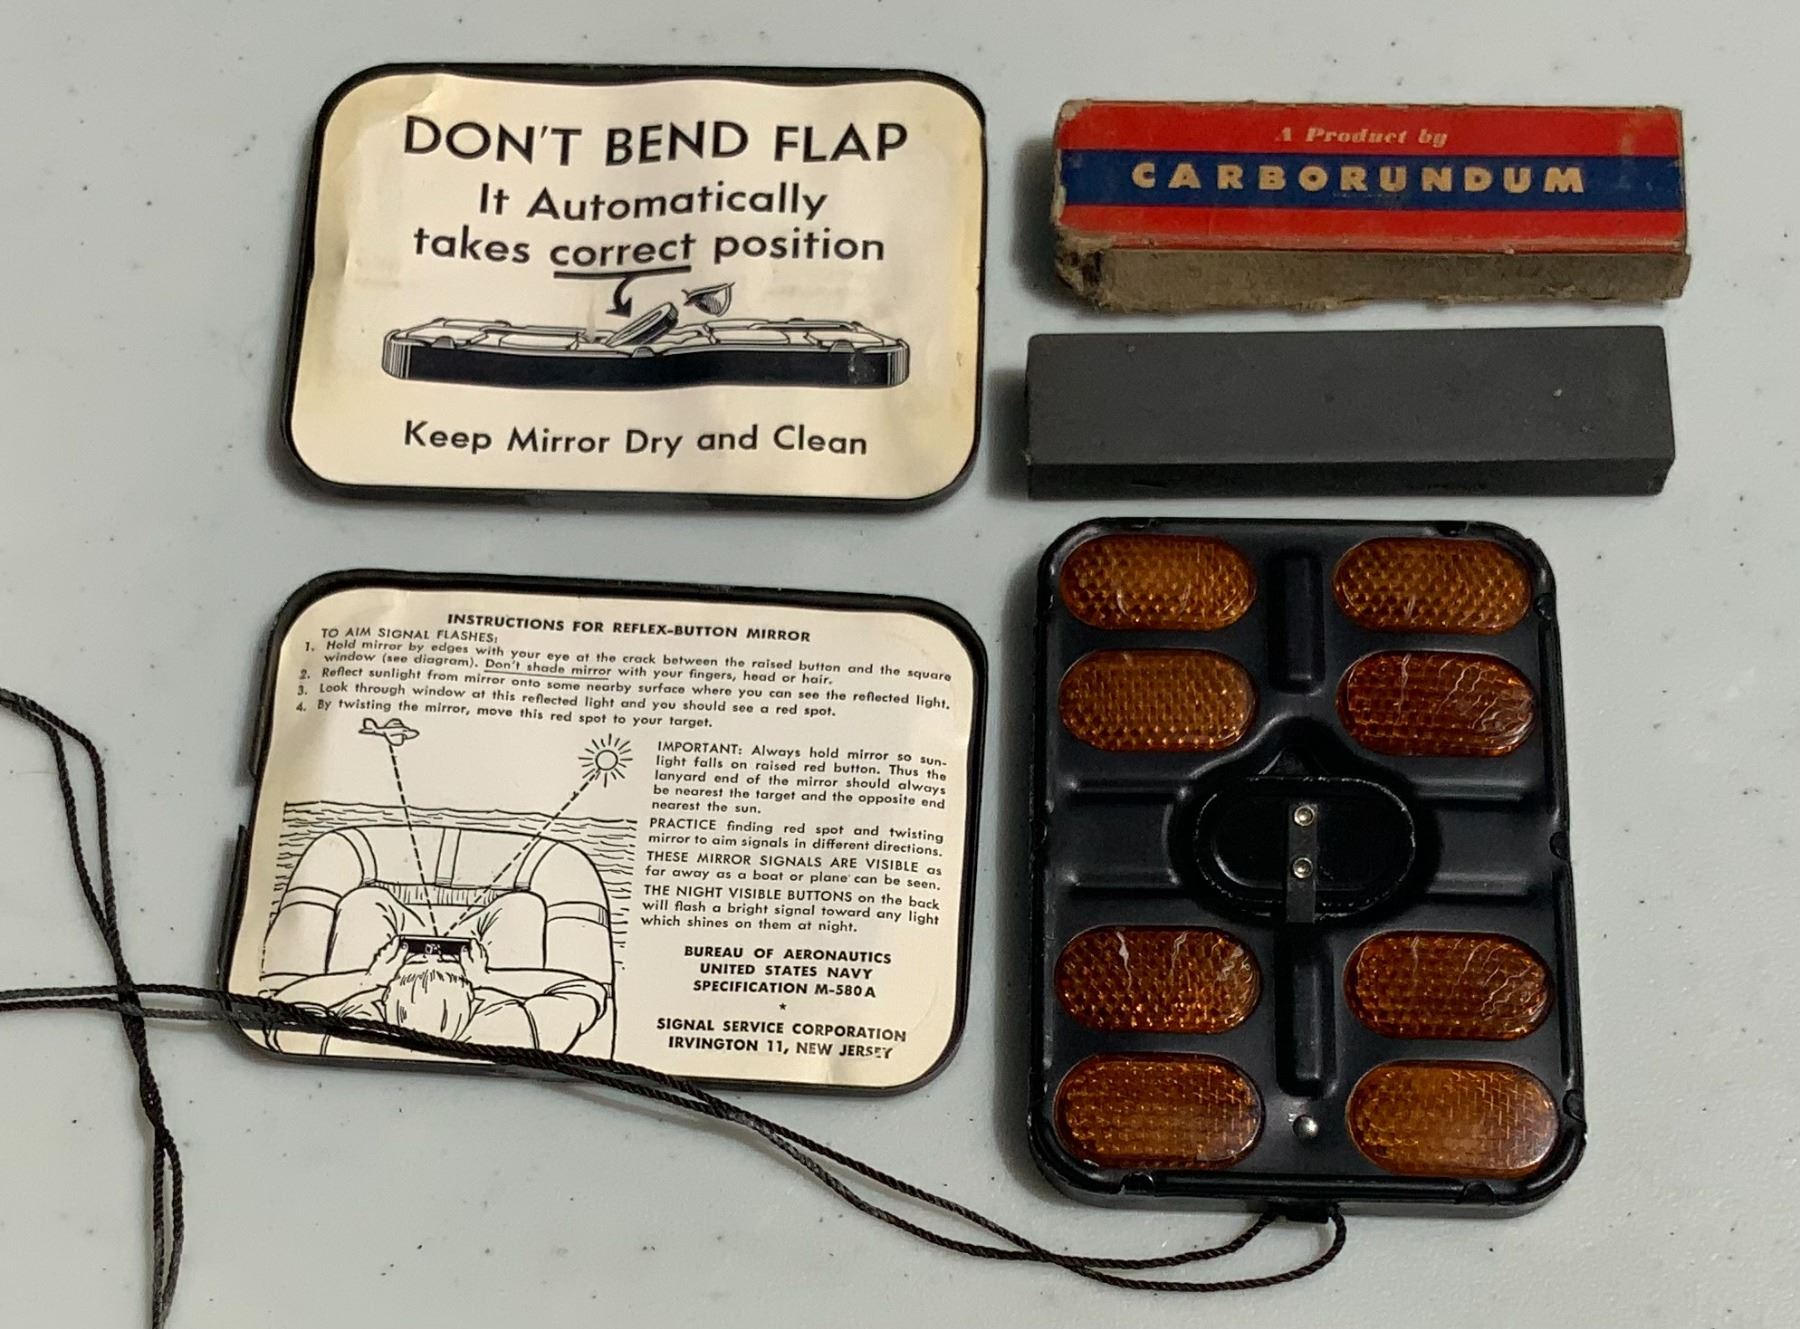 DON'T BEND FLAP
It Automatically
takes correct position
Keep Mirror Dry and Clean
A Product by
CARBORUNDUM
INSTRUCTIONS FOR REFLEX-BUTTON MIRROR
TO AIM SIGNAL FLASHES:
1. Hold mirror by edges with your eye at the crack between the raised button and the square
window (see diagram). Don't shade mirror with your fingers, head or hair.
2. Reflect sunlight from mirror onto some nearby surface where you can see the reflected light.
3. Look through window at this reflected light and you should see a red spot.
4. By twisting the mirror, move this red spot to your target.
IMPORTANT: Always hold mirror so sun-
light falls on raised red button. Thus the
lanyard end of the mirror should always
be nearest the target and the opposite end
nearest the sun.
PRACTICE finding red spot and twisting
mirror to aim signals in different directions.
THESE MIRROR SIGNALS ARE VISIBLE as
far away as a boat or plane can be seen.
THE NIGHT VISIBLE BUTTONS on the back
will flash a bright signal toward any light
which shines on them at night.
BUREAU OF AERONAUTICS
UNITED STATES NAVY
SPECIFICATION M-580A
★
SIGNAL SERVICE CORPORATION
IRVINGTON 11, NEW JERSEY